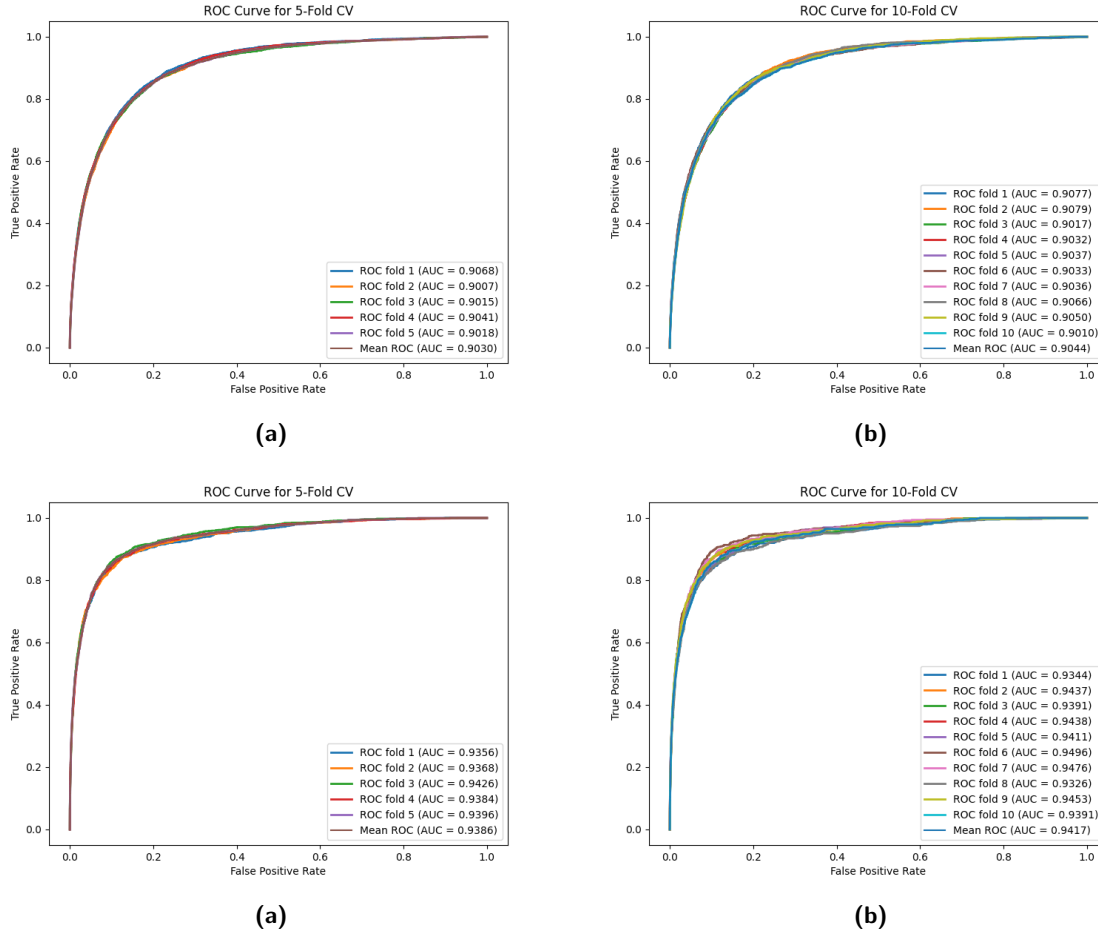 ROC Curve for 5-Fold CV
True Positive Rate
1.0
0.8
0.6
0.4
0.2
0.0
ROC fold 1 (AUC = 0.9068)
ROC fold 2 (AUC = 0.9007)
ROC fold 3 (AUC = 0.9015)
ROC fold 4 (AUC = 0.9041)
ROC fold 5 (AUC = 0.9018)
Mean ROC (AUC = 0.9030)
0.0 0.2 0.4 0.6 0.8 1.0
False Positive Rate
(a)
ROC Curve for 10-Fold CV
True Positive Rate
1.0
0.8
0.6
0.4
0.2
0.0
ROC fold 1 (AUC = 0.9077)
ROC fold 2 (AUC = 0.9079)
ROC fold 3 (AUC = 0.9017)
ROC fold 4 (AUC = 0.9032)
ROC fold 5 (AUC = 0.9037)
ROC fold 6 (AUC = 0.9033)
ROC fold 7 (AUC = 0.9036)
ROC fold 8 (AUC = 0.9066)
ROC fold 9 (AUC = 0.9050)
ROC fold 10 (AUC = 0.9010)
Mean ROC (AUC = 0.9044)
0.0 0.2 0.4 0.6 0.8 1.0
False Positive Rate
(b)
ROC Curve for 5-Fold CV
True Positive Rate
1.0
0.8
0.6
0.4
0.2
0.0
ROC fold 1 (AUC = 0.9356)
ROC fold 2 (AUC = 0.9368)
ROC fold 3 (AUC = 0.9426)
ROC fold 4 (AUC = 0.9384)
ROC fold 5 (AUC = 0.9396)
Mean ROC (AUC = 0.9386)
0.0 0.2 0.4 0.6 0.8 1.0
False Positive Rate
(a)
ROC Curve for 10-Fold CV
True Positive Rate
1.0
0.8
0.6
0.4
0.2
0.0
ROC fold 1 (AUC = 0.9344)
ROC fold 2 (AUC = 0.9437)
ROC fold 3 (AUC = 0.9391)
ROC fold 4 (AUC = 0.9438)
ROC fold 5 (AUC = 0.9411)
ROC fold 6 (AUC = 0.9496)
ROC fold 7 (AUC = 0.9476)
ROC fold 8 (AUC = 0.9326)
ROC fold 9 (AUC = 0.9453)
ROC fold 10 (AUC = 0.9391)
Mean ROC (AUC = 0.9417)
0.0 0.2 0.4 0.6 0.8 1.0
False Positive Rate
(b)